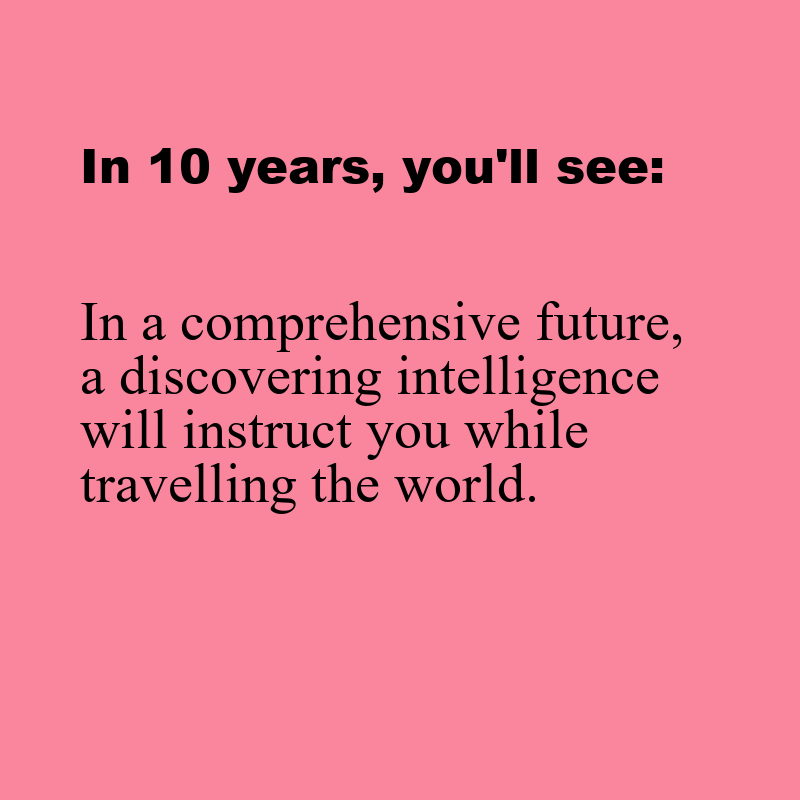 In 10 years, you'll see:
In a comprehensive future,
a discovering intelligence
will instruct you while
travelling the world.